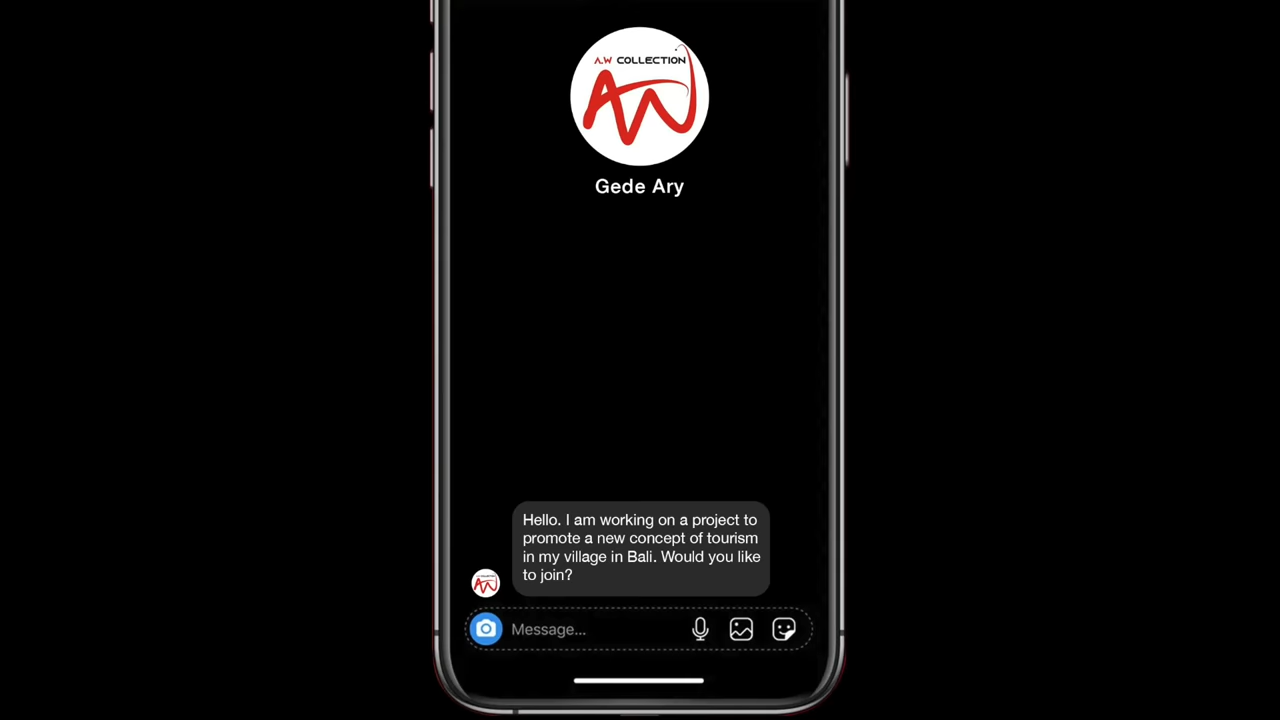 A.W COLLECTION
AW
Gede Ary
Hello. I am working on a project to
promote a new concept of tourism
in my village in Bali. Would you like
to join?
Message...